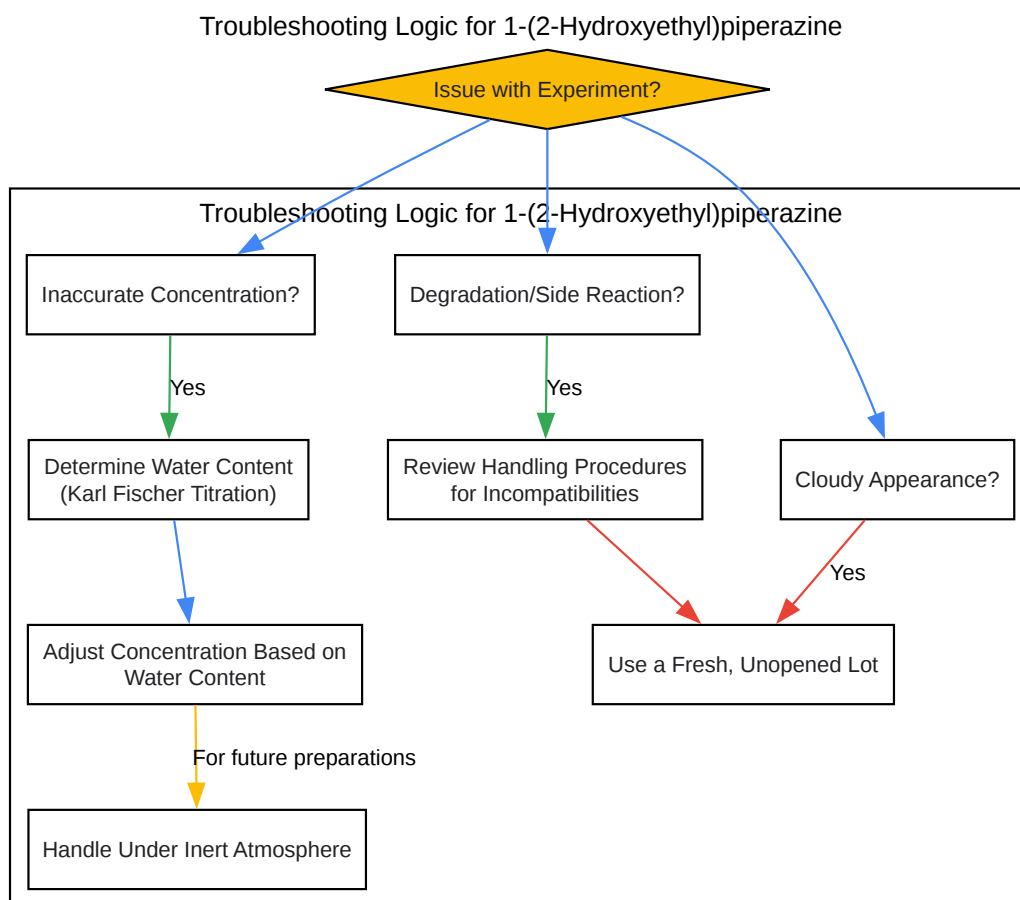 Troubleshooting Logic for 1-(2-Hydroxyethyl)piperazine
Issue with Experiment?
Troubleshooting Logic for 1-(2-Hydroxyethyl)piperazine
Inaccurate Concentration?
Degradation/Side Reaction?
Yes
Yes
Determine Water Content
(Karl Fischer Titration)
Review Handling Procedures
for Incompatibilities
Cloudy Appearance?
Yes
Adjust Concentration Based on
Water Content
Use a Fresh, Unopened Lot
For future preparations
Handle Under Inert Atmosphere